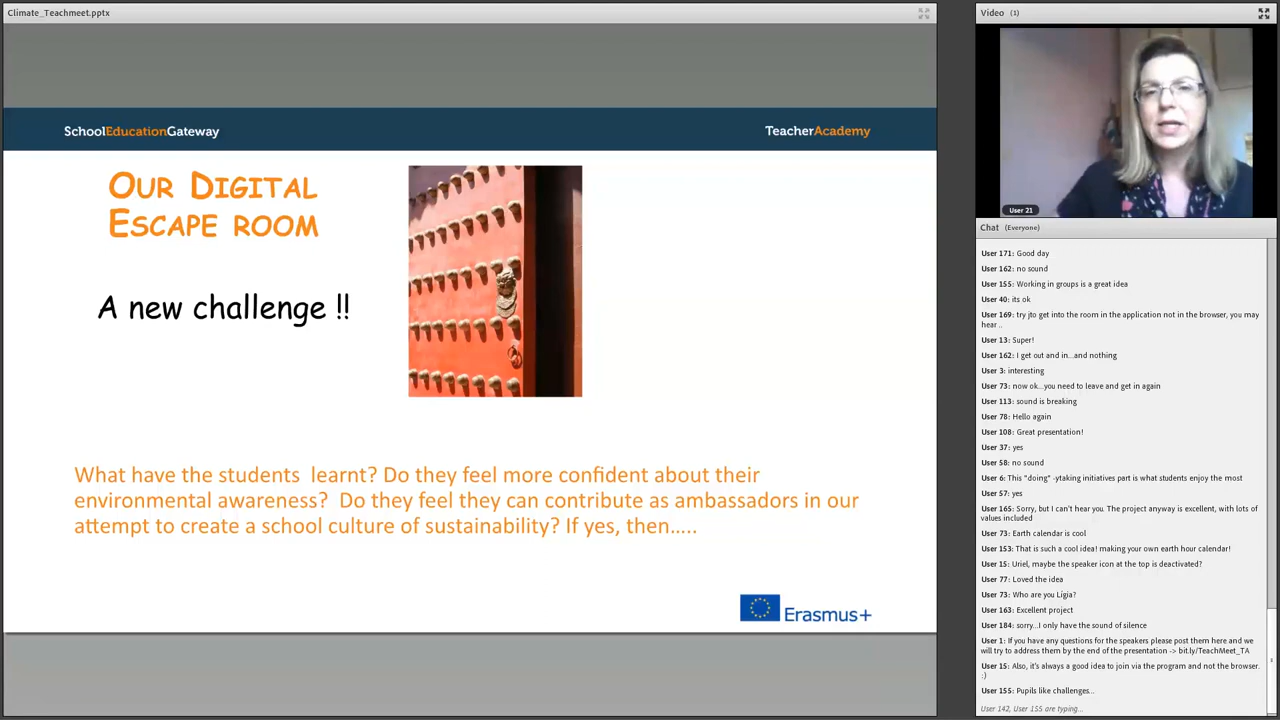 Climate_Teachmeet.pptx
SchoolEducationGateway
TeacherAcademy
OUR DIGITAL
ESCAPE ROOM
A new challenge !!
What have the students  learnt? Do they feel more confident about their
environmental awareness?  Do they feel they can contribute as ambassadors in our
attempt to create a school culture of sustainability? If yes, then…..
Erasmus+
Video (1)
User 21
Chat (Everyone)
User 171: Good day
User 162: no sound
User 155: Working in groups is a great idea
User 40: its ok
User 169: try jto get into the room in the application not in the browser, you may
hear ..
User 13: Super!
User 162: I get out and in...and nothing
User 3: interesting
User 73: now ok...you need to leave and get in again
User 113: sound is breaking
User 78: Hello again
User 108: Great presentation!
User 37: yes
User 58: no sound
User 6: This "doing" -ytaking initiatives part is what students enjoy the most
User 57: yes
User 165: Sorry, but I can't hear you. The project anyway is excellent, with lots of
values included
User 73: Earth calendar is cool
User 153: That is such a cool idea! making your own earth hour calendar!
User 15: Uriel, maybe the speaker icon at the top is deactivated?
User 77: Loved the idea
User 73: Who are you Lígia?
User 163: Excellent project
User 184: sorry...I only have the sound of silence
User 1: If you have any questions for the speakers please post them here and we
will try to address them by the end of the presentation -> bit.ly/TeachMeet_TA
User 15: Also, it's always a good idea to join via the program and not the browser.
:)
User 155: Pupils like challenges...
User 142, User 155 are typing...